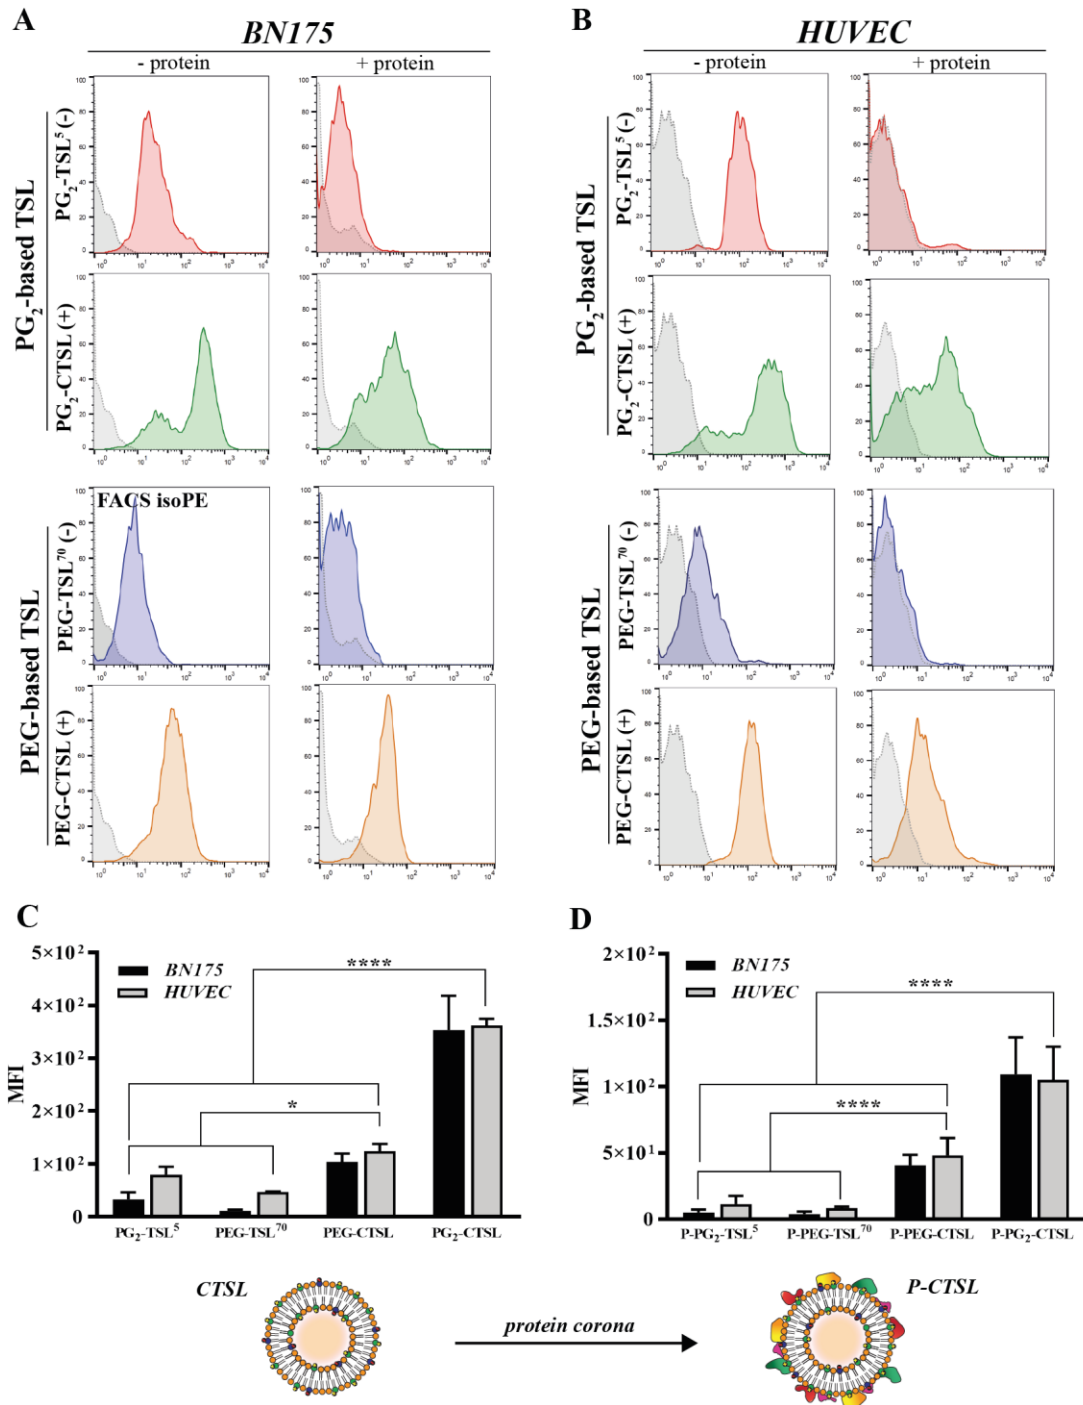 A
BN175
- protein
+ protein
B
HUVEC
- protein
+ protein
PG₂-based TSL
PG₂-TSL⁵ (-)
PG₂-CTSL (+)
PEG-based TSL
FACS isoPE
PEG-TSL⁷⁰ (-)
PEG-CTSL (+)
PG₂-based TSL
PG₂-TSL⁵ (-)
PG₂-CTSL (+)
PEG-based TSL
PEG-TSL⁷⁰ (-)
PEG-CTSL (+)
C
MFI
5×10²
4×10²
3×10²
2×10²
1×10²
0
BN175
HUVEC
****
*
PG₂-TSL⁵ PEG-TSL⁷⁰ PEG-CTSL PG₂-CTSL
D
MFI
2×10²
1.5×10²
1×10²
5×10¹
0
BN175
HUVEC
****
****
P-PG₂-TSL⁵ P-PEG-TSL⁷⁰ P-PEG-CTSL P-PG₂-CTSL
CTSL
protein corona
P-CTSL